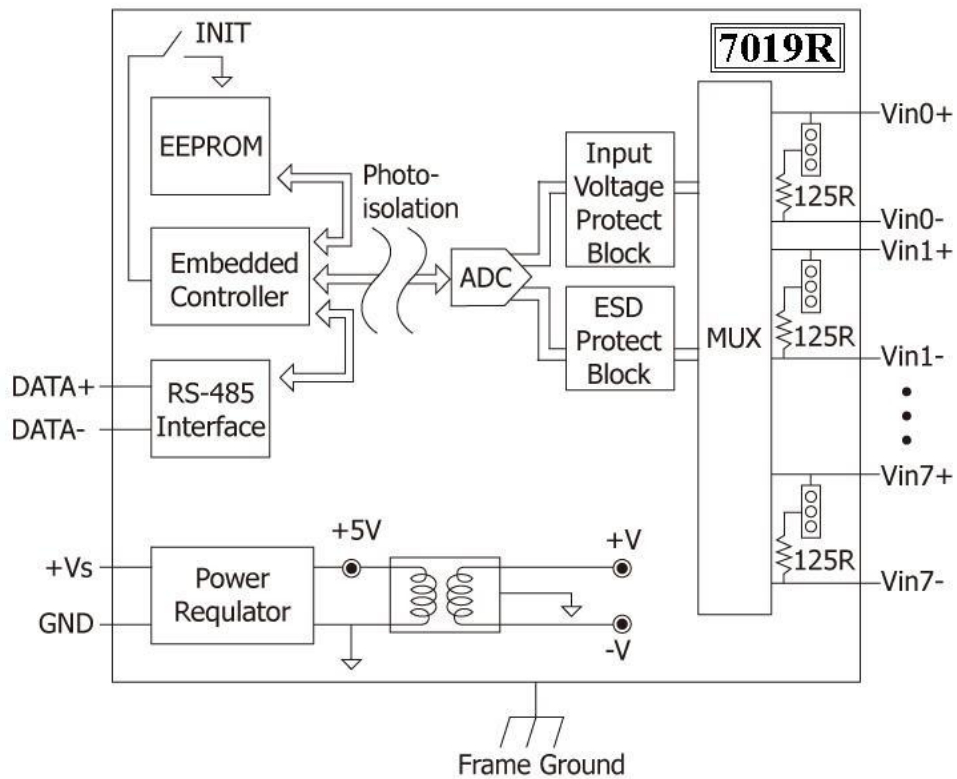 INIT
7019R
EEPROM
Photo-
isolation
Embedded
Controller
ADC
Input
Voltage
Protect
Block
ESD
Protect
Block
MUX
Vin0+
125R
Vin0-
Vin1+
125R
Vin1-
Vin7+
125R
Vin7-
DATA+
DATA-
RS-485
Interface
+Vs
GND
Power
Requlator
+5V
+V
-V
Frame Ground